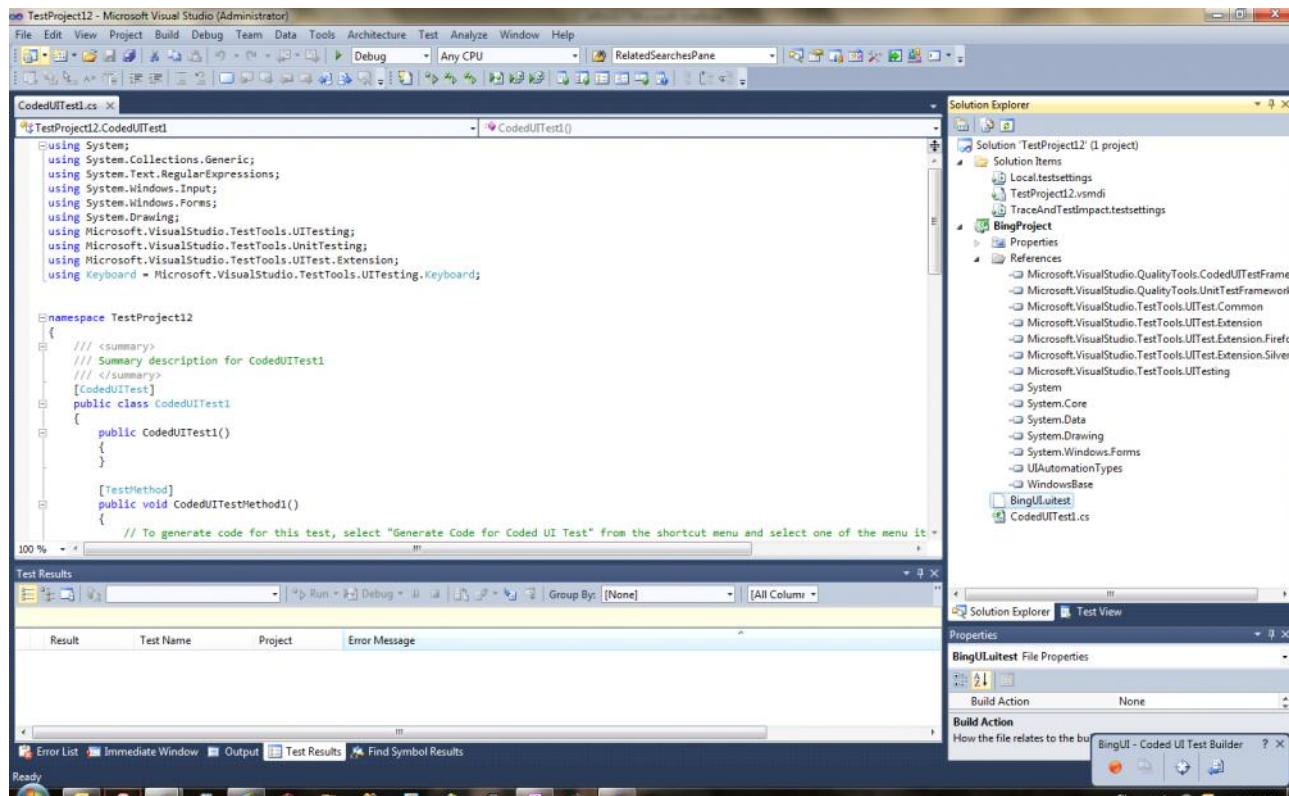 TestProject12 - Microsoft Visual Studio (Administrator)
File Edit View Project Build Debug Team Data Tools Architecture Test Analyze Window Help
Debug Any CPU RelatedSearchesPane
CodedUITest1.cs
TestProject12.CodedUITest1 CodedUITest1()
using System;
using System.Collections.Generic;
using System.Text.RegularExpressions;
using System.Windows.Input;
using System.Windows.Forms;
using System.Drawing;
using Microsoft.VisualStudio.TestTools.UITesting;
using Microsoft.VisualStudio.TestTools.UnitTesting;
using Microsoft.VisualStudio.TestTools.UITest.Extension;
using Keyboard = Microsoft.VisualStudio.TestTools.UITesting.Keyboard;
namespace TestProject12
{
/// <summary>
/// Summary description for CodedUITest1
/// </summary>
[CodedUITest]
public class CodedUITest1
{
public CodedUITest1()
{
}
[TestMethod]
public void CodedUITestMethod1()
{
// To generate code for this test, select "Generate Code for Coded UI Test" from the shortcut menu and select one of the menu it
100 %
Test Results
Run Debug Group By: [None] [All Column
Result Test Name Project Error Message
Error List Immediate Window Output Test Results Find Symbol Results
Ready
Solution Explorer
Solution 'TestProject12' (1 project)
Solution Items
Local.testsettings
TestProject12.vsmdi
TraceAndTestImpact.testsettings
BingProject
Properties
References
Microsoft.VisualStudio.QualityTools.CodedUITestFrame
Microsoft.VisualStudio.QualityTools.UnitTestFramework
Microsoft.VisualStudio.TestTools.UITest.Common
Microsoft.VisualStudio.TestTools.UITest.Extension
Microsoft.VisualStudio.TestTools.UITest.Extension.Firefo
Microsoft.VisualStudio.TestTools.UITest.Extension.Silver
Microsoft.VisualStudio.TestTools.UITesting
System
System.Core
System.Data
System.Drawing
System.Windows.Forms
UIAutomationTypes
WindowsBase
BingUI.uitest
CodedUITest1.cs
Solution Explorer Test View
Properties
BingUI.uitest File Properties
Build Action None
Build Action
How the file relates to the bu
BingUI - Coded UI Test Builder